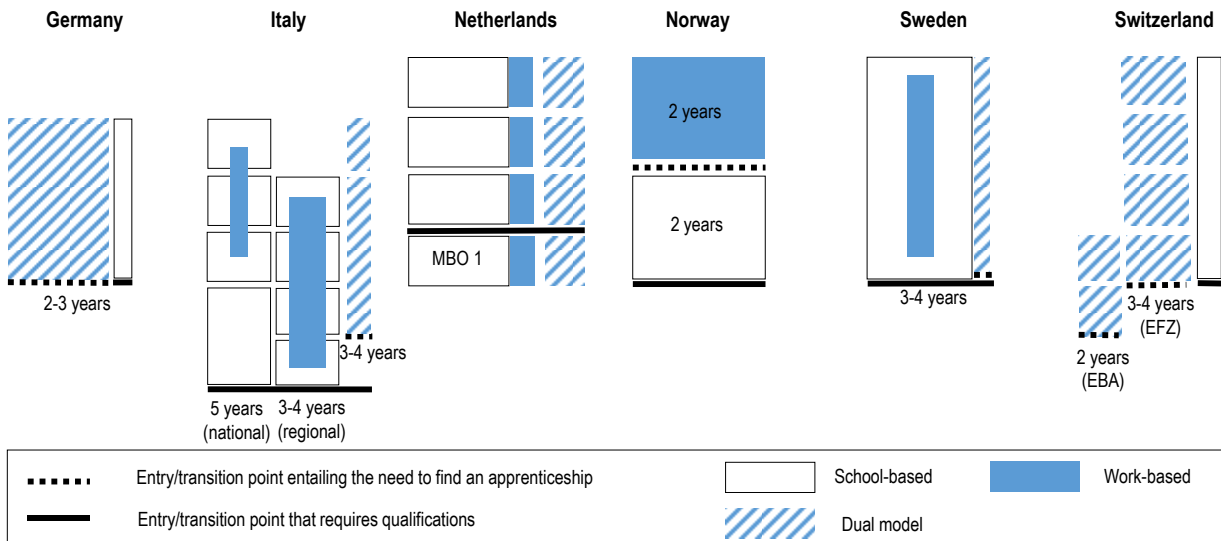 Germany
Italy
Netherlands
Norway
Sweden
Switzerland
2-3 years
5 years
(national)
3-4 years
(regional)
3-4 years
MBO 1
2 years
2 years
3-4 years
2 years
(EBA)
3-4 years
(EFZ)
Entry/transition point entailing the need to find an apprenticeship
Entry/transition point that requires qualifications
School-based
Work-based
Dual model